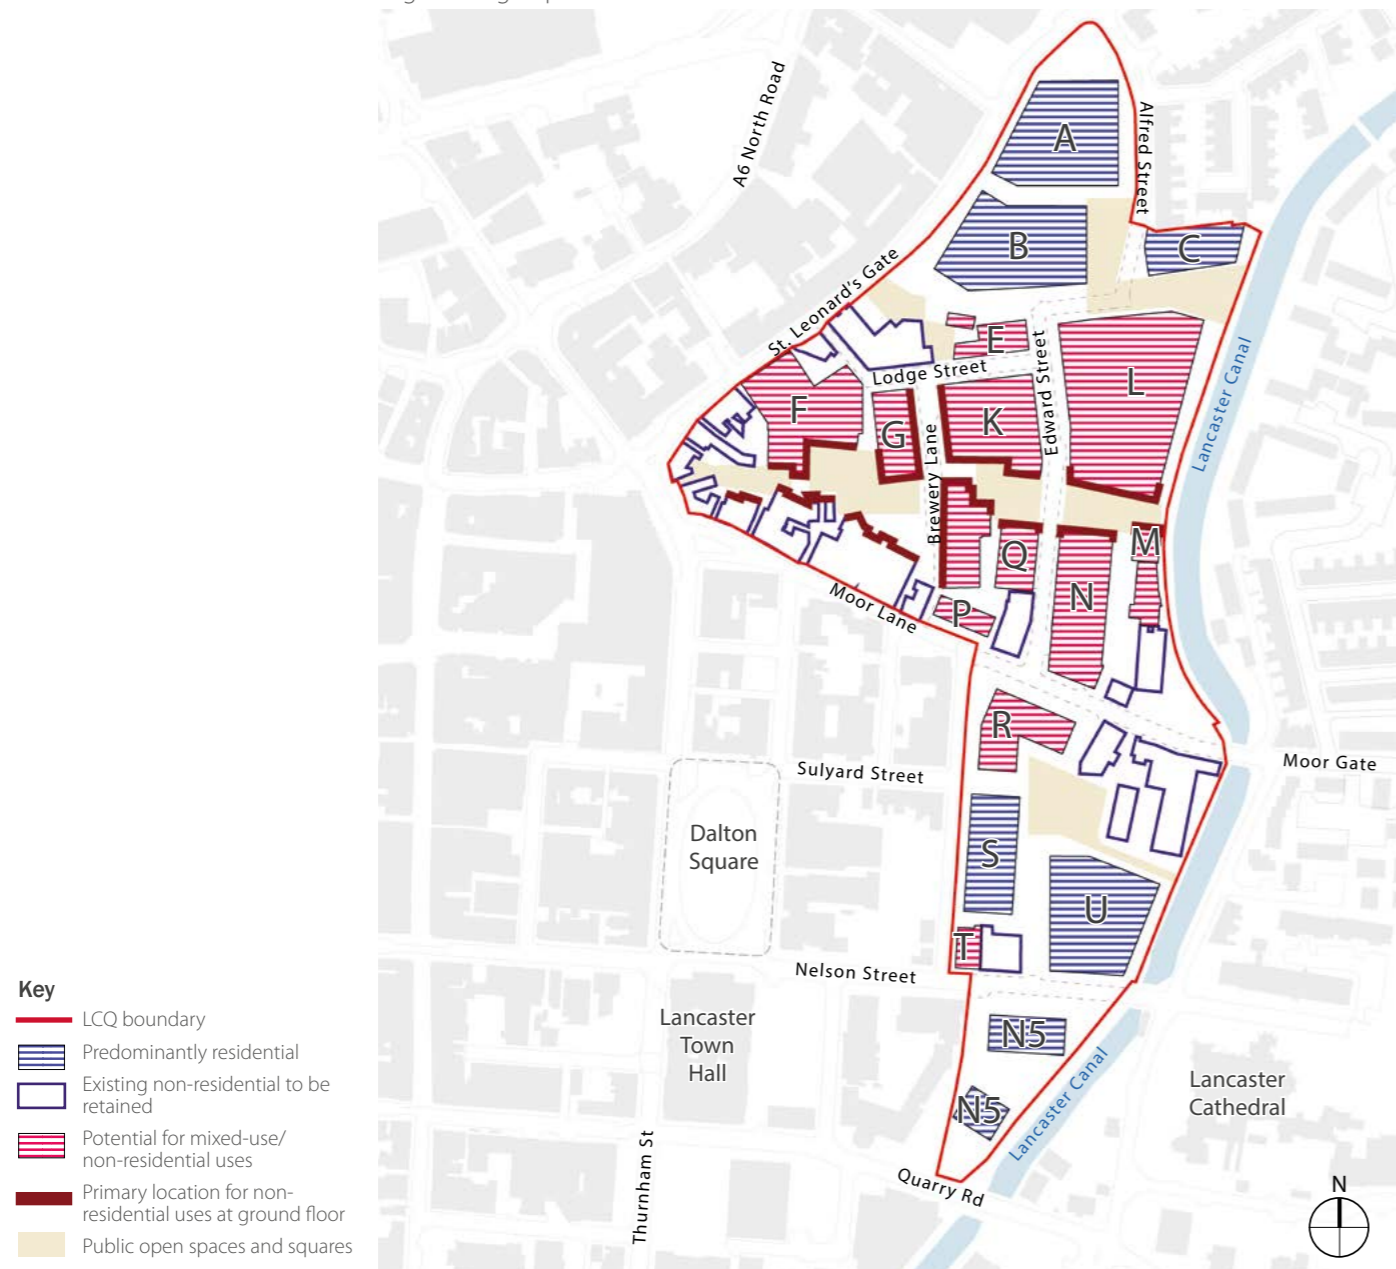 A6 North Road
Alfred Street
A
B
C
St. Leonard's Gate
E
Lodge Street
Edward Street
L
Lancaster Canal
F
G
K
Brewery Lane
M
Q
N
P
Moor Lane
R
Moor Gate
Sulyard Street
Dalton
Square
S
U
T
Nelson Street
Lancaster
Town
Hall
N5
N5
Lancaster Canal
Lancaster
Cathedral
Quarry Rd
Thurnham St
N
Key
LCQ boundary
Predominantly residential
Existing non-residential to be
retained
Potential for mixed-use/
non-residential uses
Primary location for non-
residential uses at ground floor
Public open spaces and squares